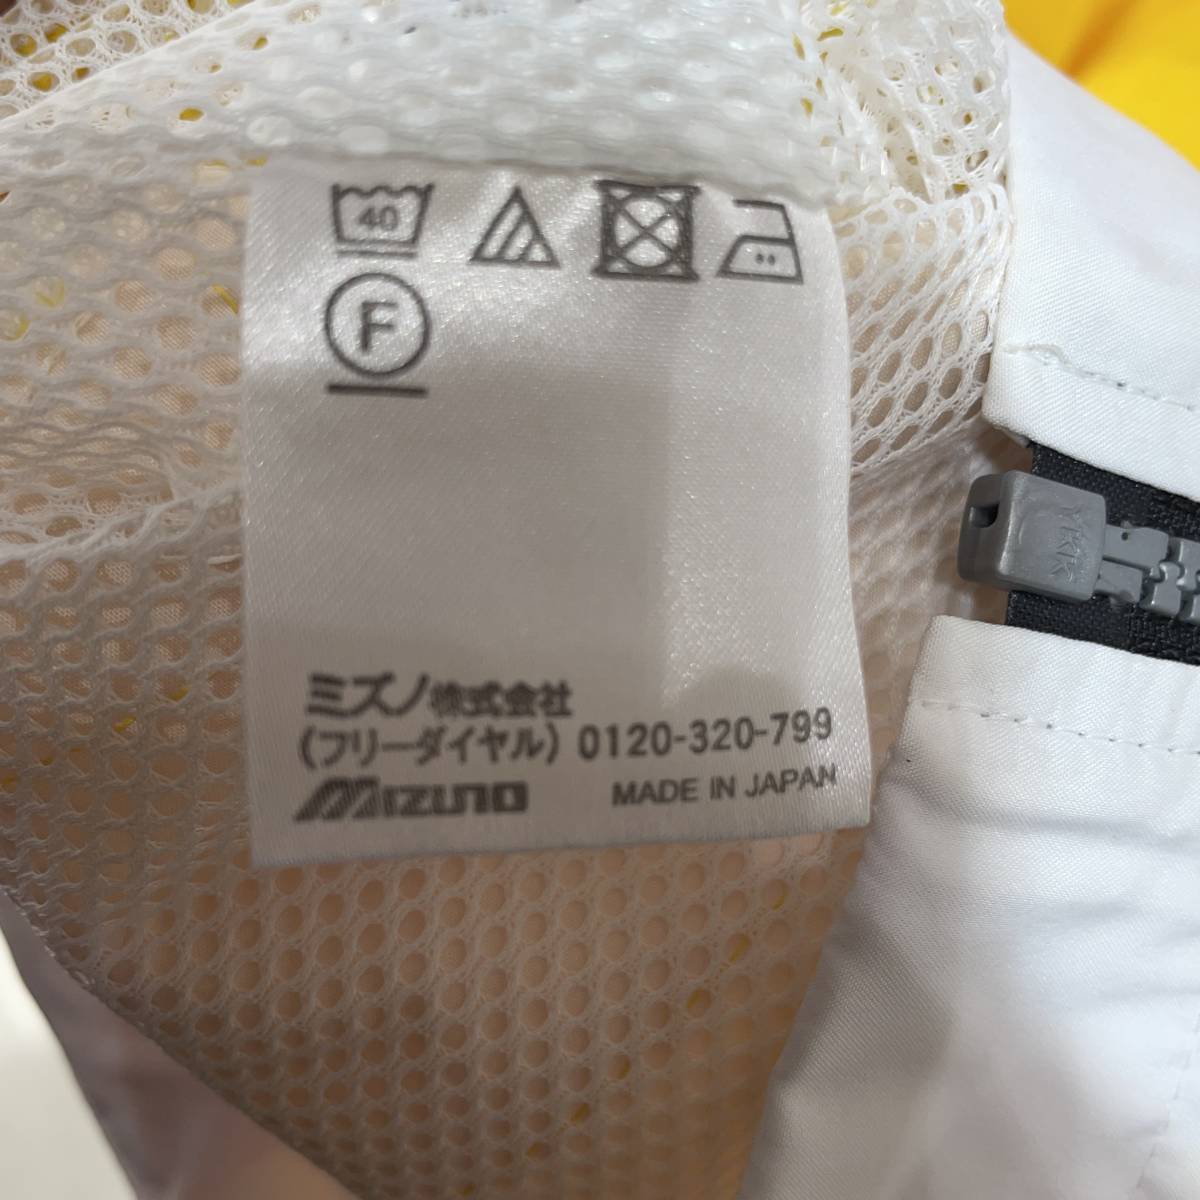 40
F
ミズノ株式会社
(フリーダイヤル) 0120-320-799
MIZUNO MADE IN JAPAN
YKK